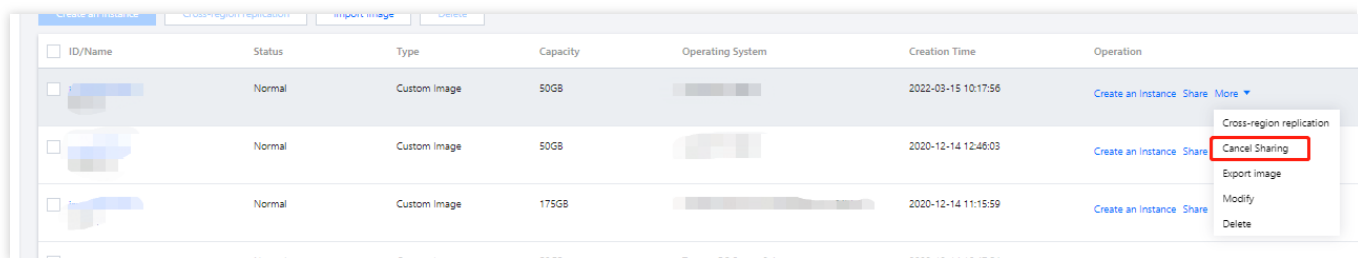 Create an Instance Cross-region replication Import Image Delete
ID/Name Status Type Capacity Operating System Creation Time Operation
Normal Custom Image 50GB 2022-03-15 10:17:56 Create an Instance Share More
Cross-region replication
Normal Custom Image 50GB 2020-12-14 12:46:03 Create an Instance Share
Cancel Sharing
Export image
Normal Custom Image 175GB 2020-12-14 11:15:59 Create an Instance Share
Modify
Delete